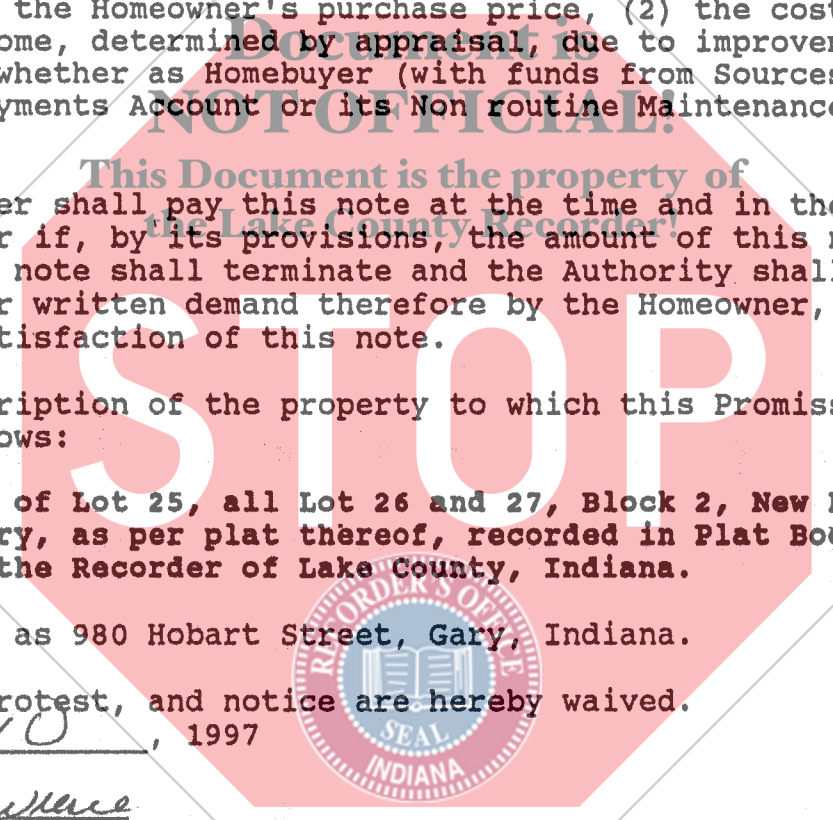 the Homeowner's purchase price, (2) the cost
ome, determined by appraisal, due to improvem
Document is
whether as Homebuyer (with funds from Sources
yments Account or its Non routine Maintenance
NOT OFFICIAL!
This Document is the property of
er shall pay this note at the time and in the
the Lake County Recorder!
r if, by its provisions, the amount of this n
note shall terminate and the Authority shall
r written demand therefore by the Homeowner,
tisfaction of this note.
STOP
ription of the property to which this Promiss
ows:
of Lot 25, all Lot 26 and 27, Block 2, New
ry, as per plat thereof, recorded in Plat Boo
the Recorder of Lake County, Indiana.
as 980 Hobart Street, Gary, Indiana.
rotest, and notice are hereby waived.
, 1997
RECORDER'S OFFICE
SEAL
INDIANA